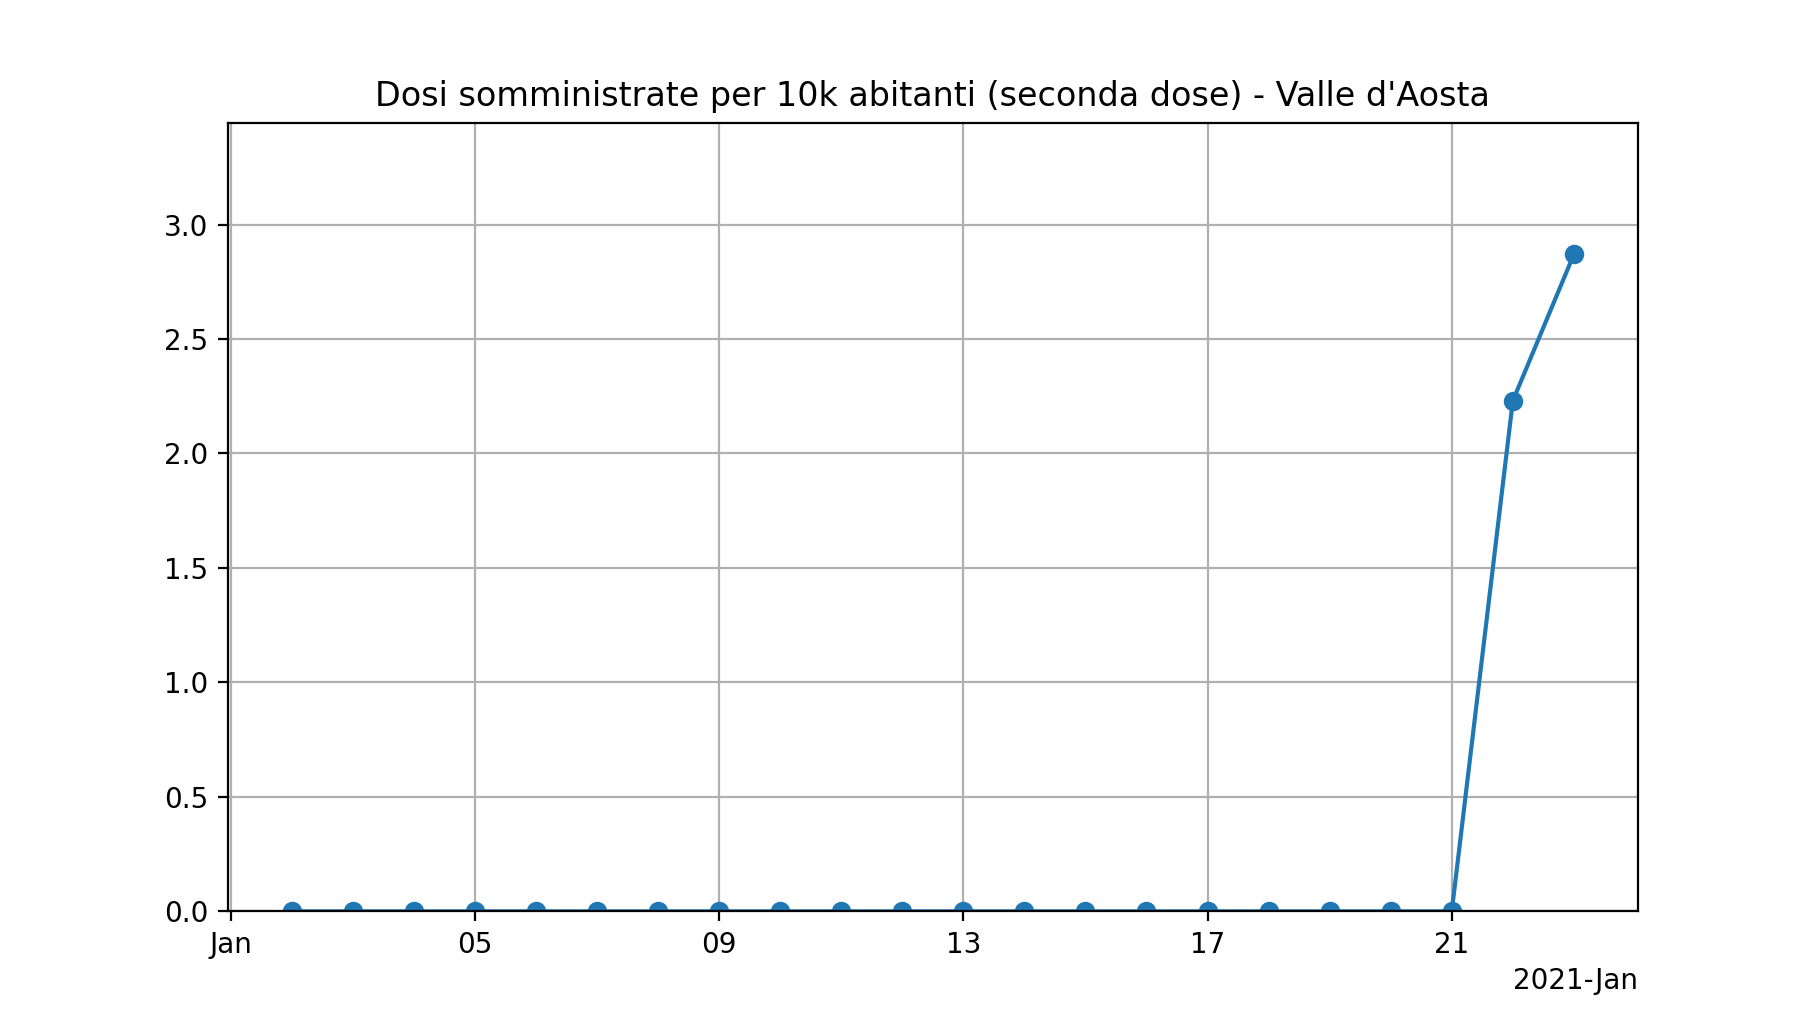 Dosi somministrate per 10k abitanti (seconda dose) - Valle d'Aosta
3.0
2.5
2.0
1.5
1.0
0.5
0.0
Jan 05 09 13 17 21
2021-Jan